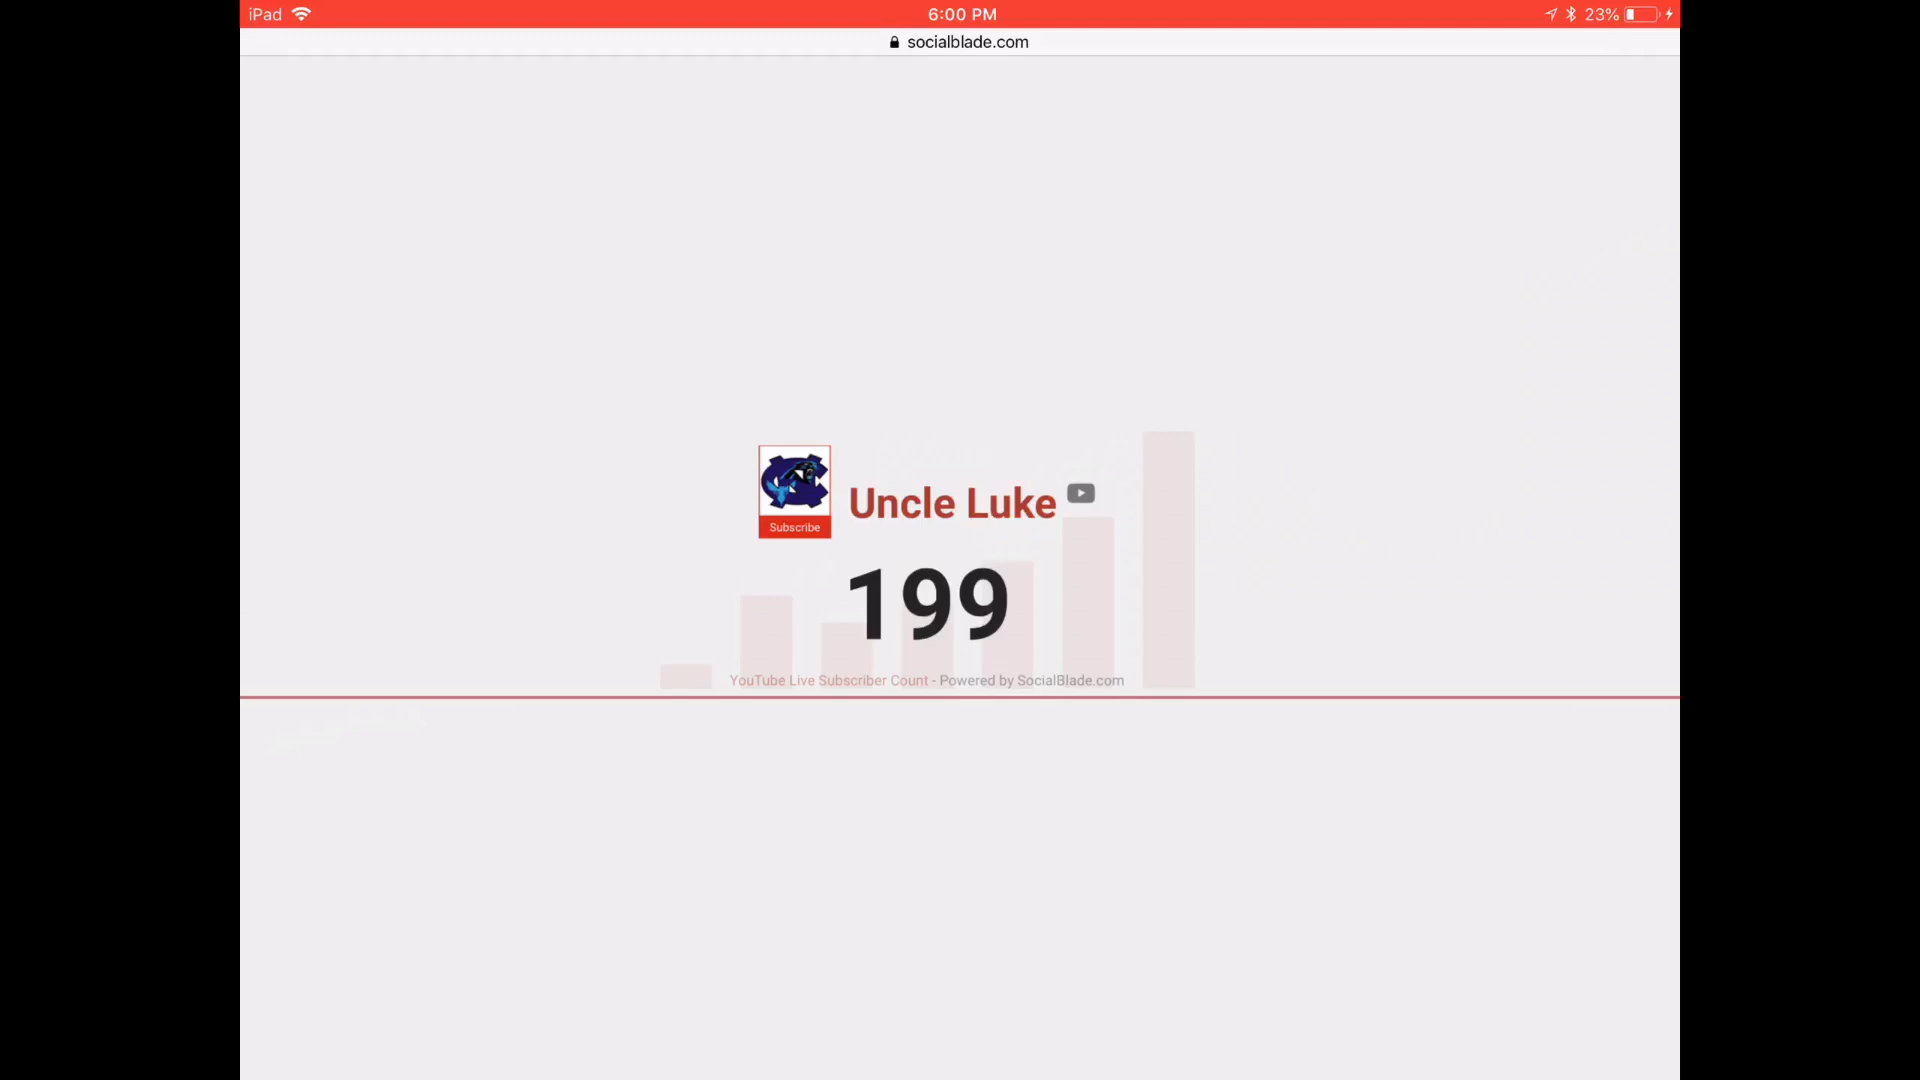 iPad 6:00 PM 23%
socialblade.com
Uncle Luke
Subscribe
199
YouTube Live Subscriber Count - Powered by SocialBlade.com